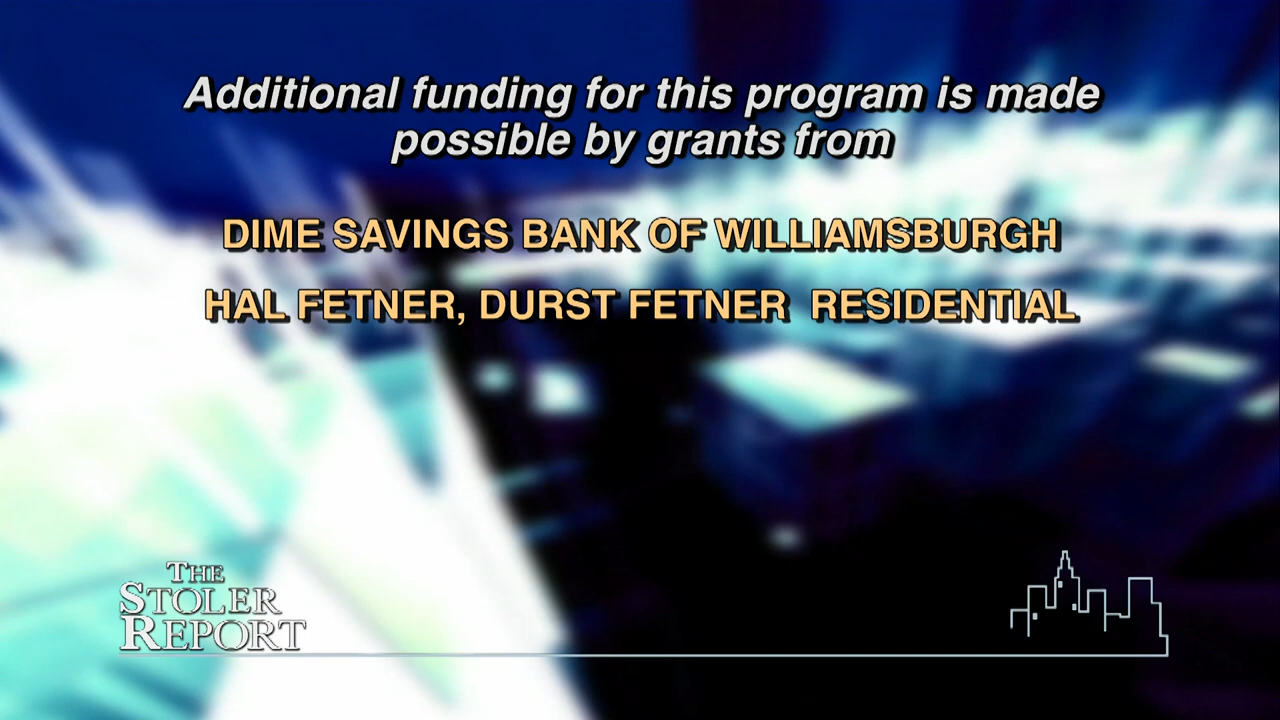 Additional funding for this program is made
possible by grants from
DIME SAVINGS BANK OF WILLIAMSBURGH
HAL FETNER, DURST FETNER  RESIDENTIAL
THE
STOLER
REPORT